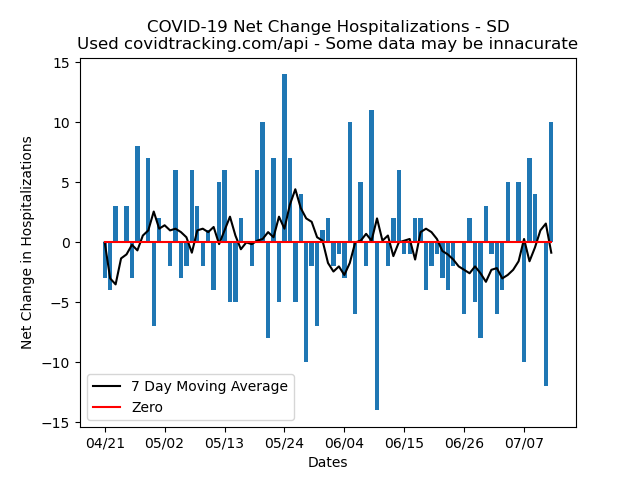 COVID-19 Net Change Hospitalizations - SD
Used covidtracking.com/api - Some data may be innacurate
15
10
5
0
−5
−10
−15
Net Change in Hospitalizations
7 Day Moving Average
Zero
04/21 05/02 05/13 05/24 06/04 06/15 06/26 07/07
Dates